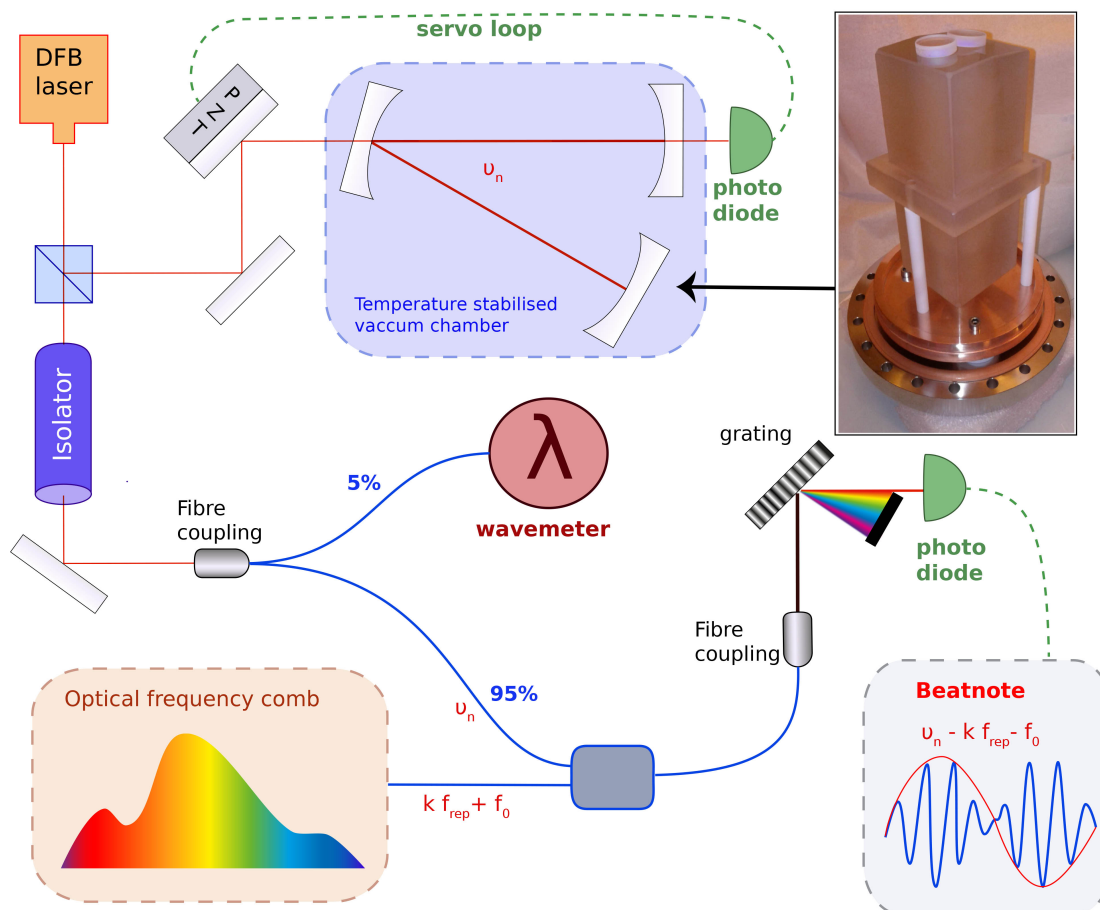 servo loop
DFB
laser
PZT
υn
photo
diode
Temperature stabilised
vaccum chamber
Isolator
grating
λ
5%
wavemeter
Fibre
coupling
photo
diode
Fibre
coupling
Optical frequency comb
95%
υn
k frep+ f0
Beatnote
υn - k frep- f0